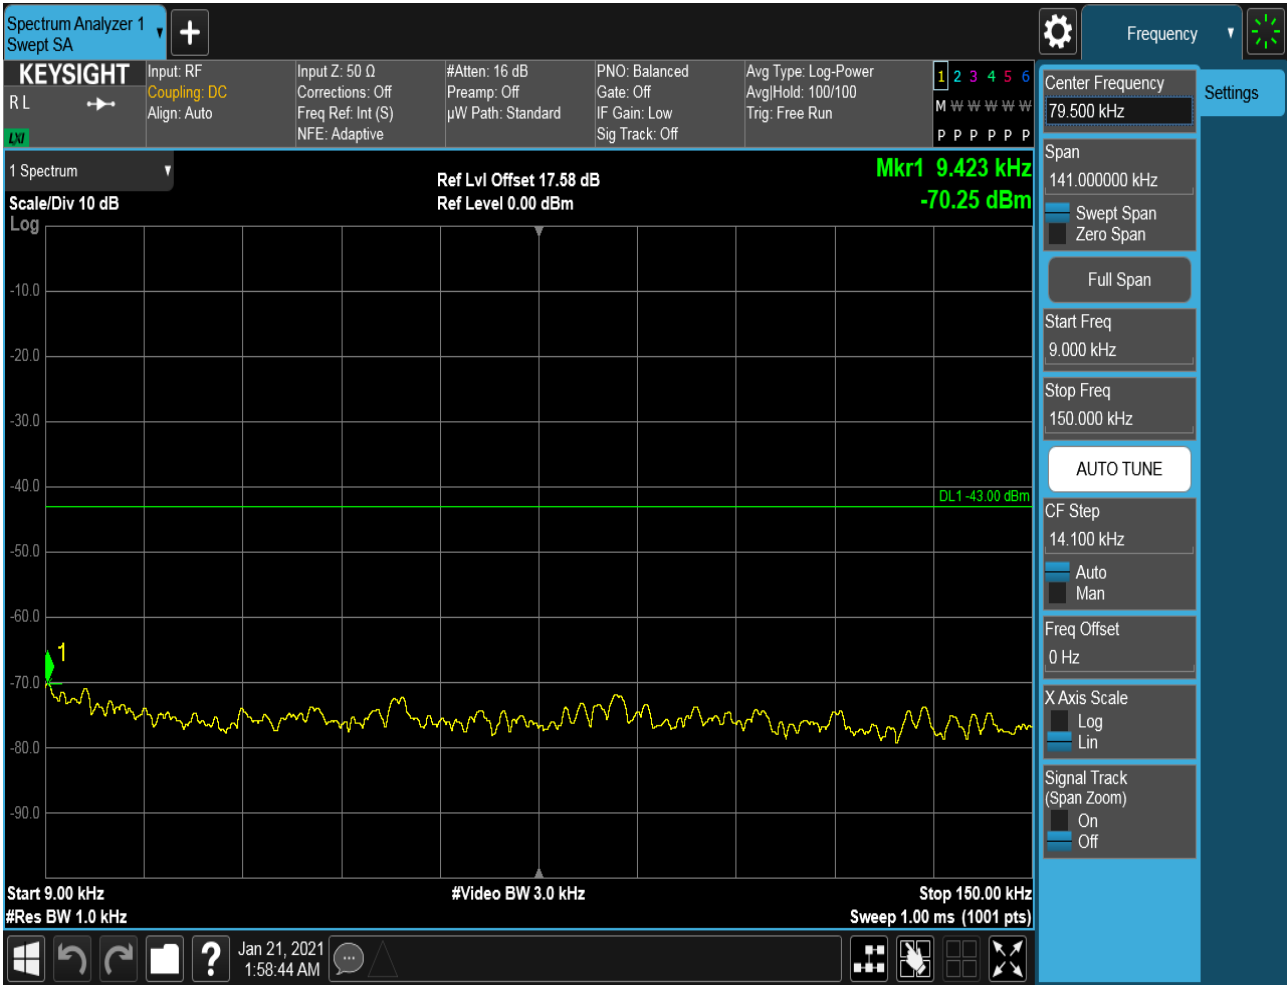 Spectrum Analyzer 1
Swept SA
Frequency
KEYSIGHT
R L
LXI
Input: RF
Coupling: DC
Align: Auto
Input Z: 50 Ω
Corrections: Off
Freq Ref: Int (S)
NFE: Adaptive
#Atten: 16 dB
Preamp: Off
µW Path: Standard
PNO: Balanced
Gate: Off
IF Gain: Low
Sig Track: Off
Avg Type: Log-Power
Avg|Hold: 100/100
Trig: Free Run
1 2 3 4 5 6
M W W W W W
P P P P P P
1 Spectrum
Scale/Div 10 dB
Log
Ref Lvl Offset 17.58 dB
Ref Level 0.00 dBm
Mkr1 9.423 kHz
-70.25 dBm
-10.0
-20.0
-30.0
-40.0
DL1 -43.00 dBm
-50.0
-60.0
1
-70.0
-80.0
-90.0
Start 9.00 kHz
#Res BW 1.0 kHz
#Video BW 3.0 kHz
Stop 150.00 kHz
Sweep 1.00 ms (1001 pts)
Center Frequency
79.500 kHz
Settings
Span
141.000000 kHz
Swept Span
Zero Span
Full Span
Start Freq
9.000 kHz
Stop Freq
150.000 kHz
AUTO TUNE
CF Step
14.100 kHz
Auto
Man
Freq Offset
0 Hz
X Axis Scale
Log
Lin
Signal Track
(Span Zoom)
On
Off
?
Jan 21, 2021
1:58:44 AM